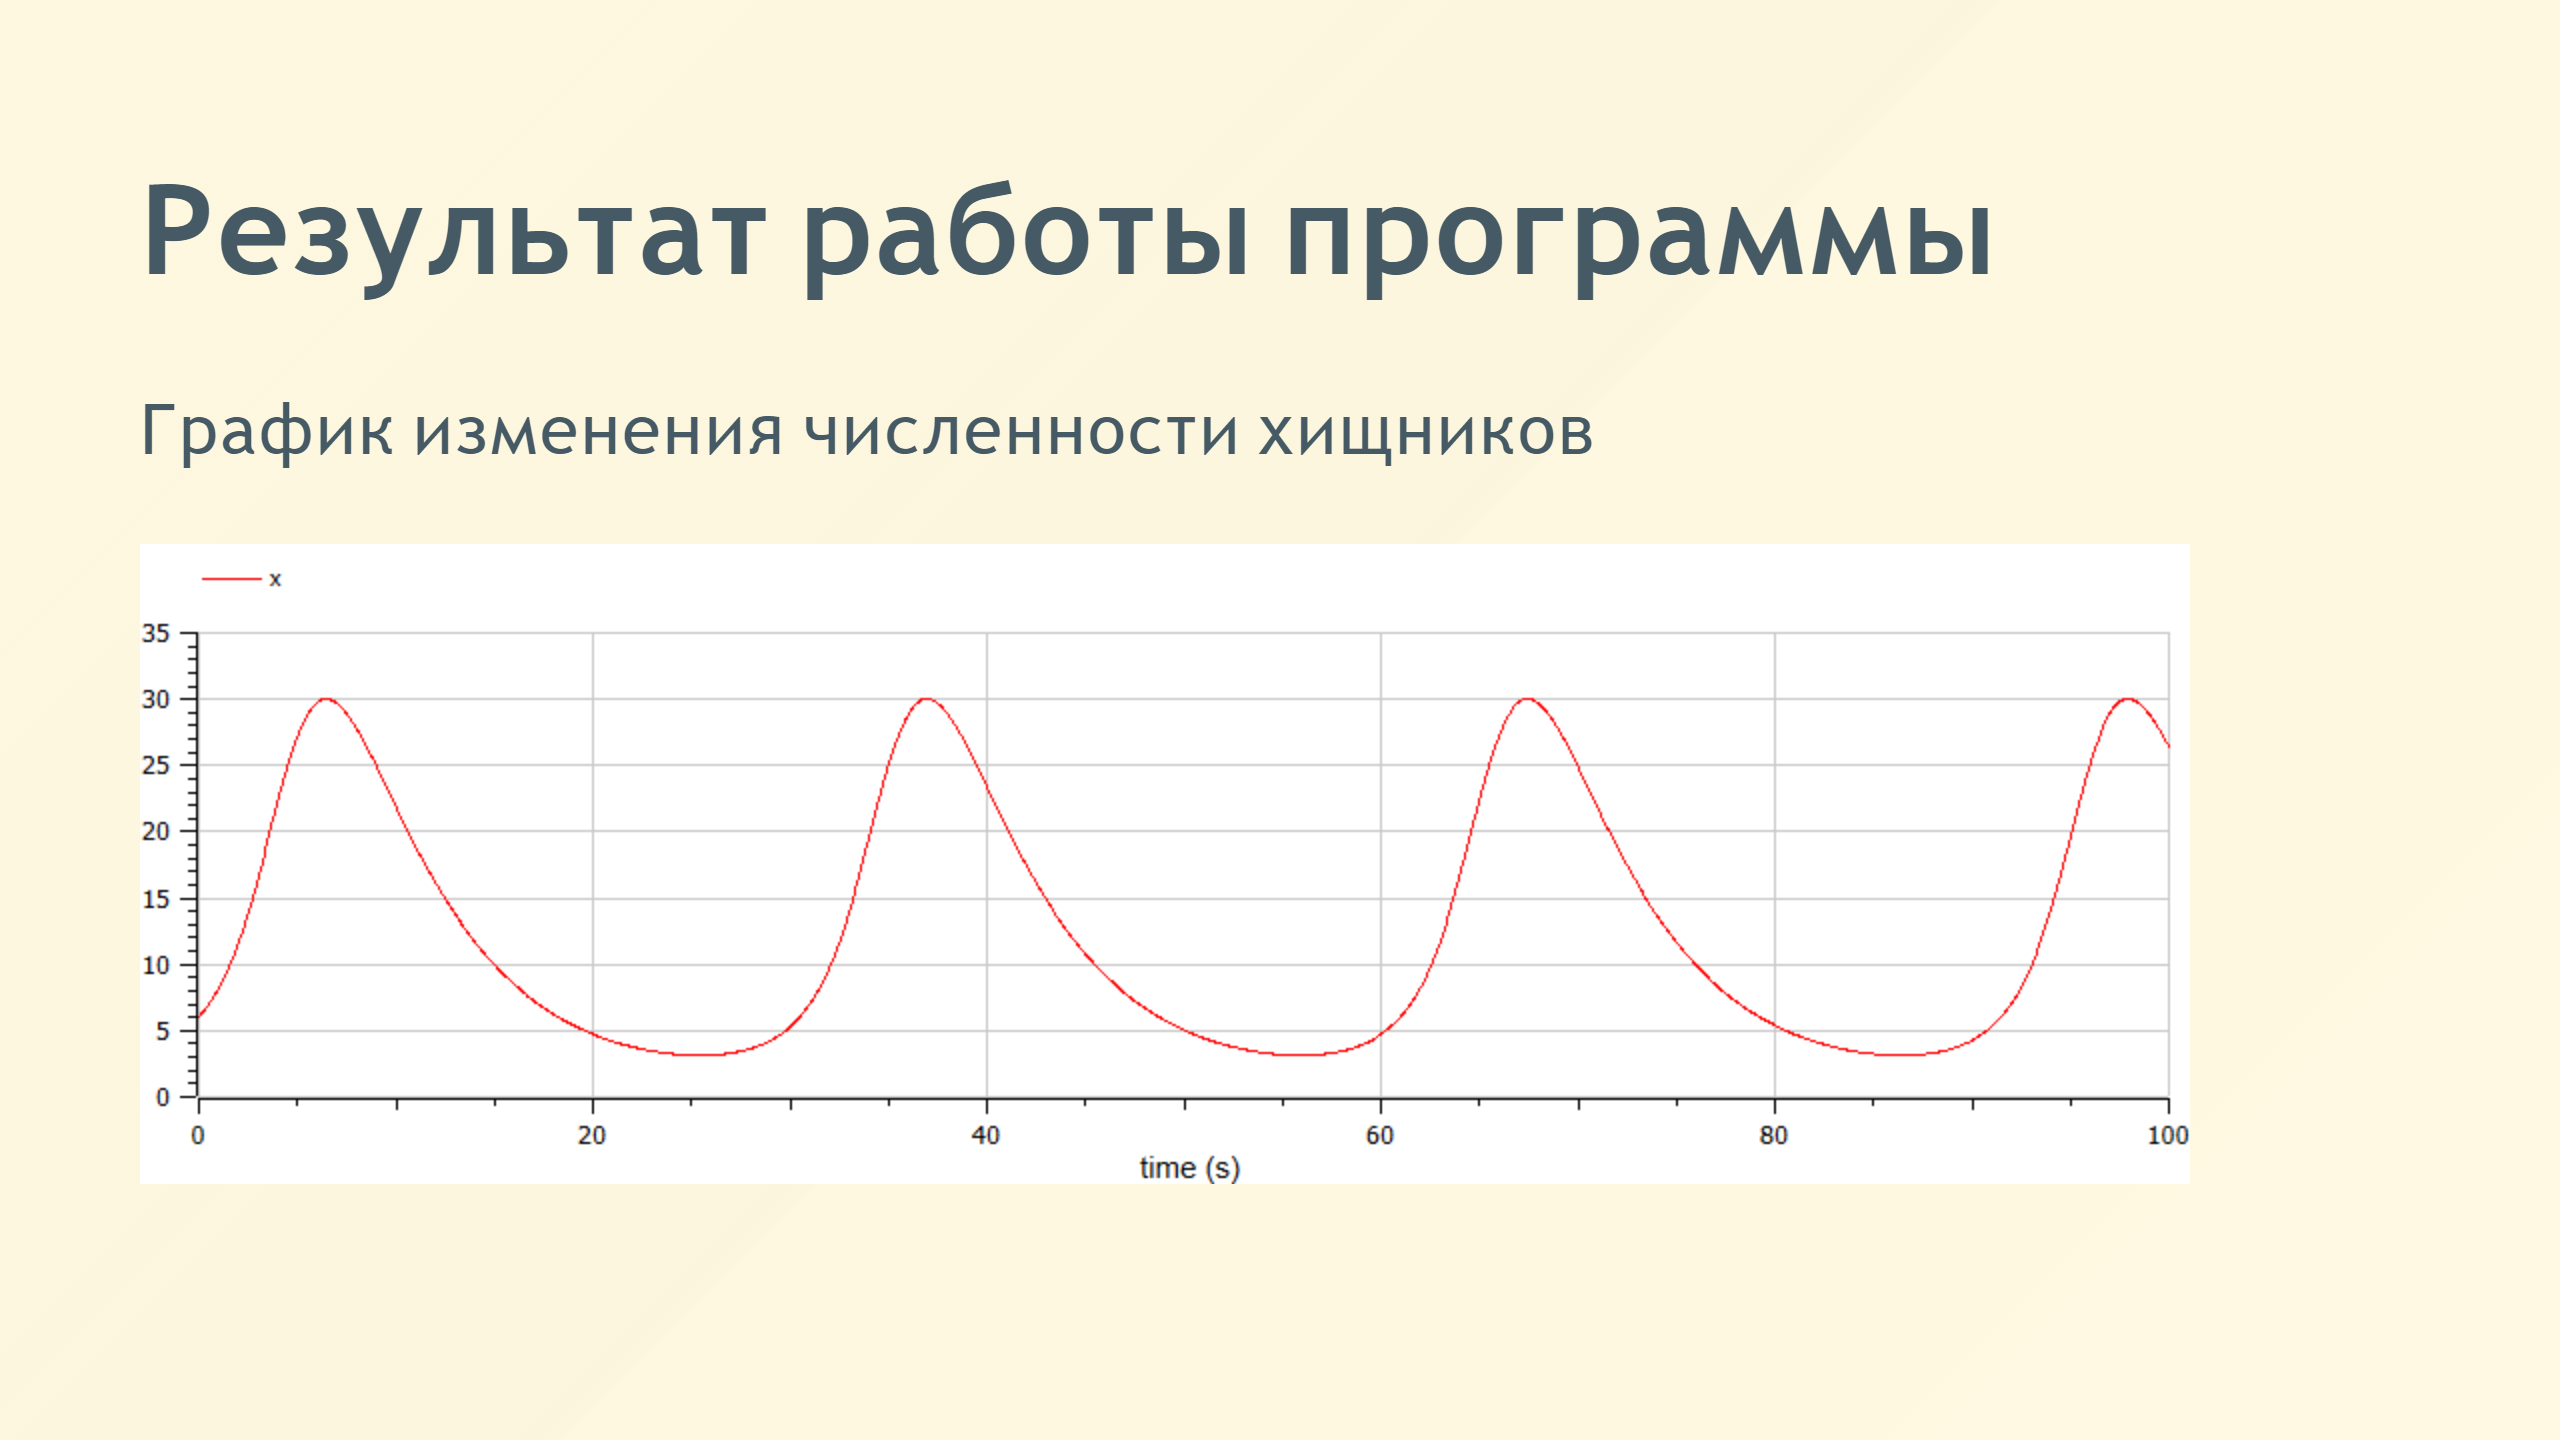 Результат работы программы
График изменения численности хищников
x
35
30
25
20
15
10
5
0
0 20 40 60 80 100
time (s)